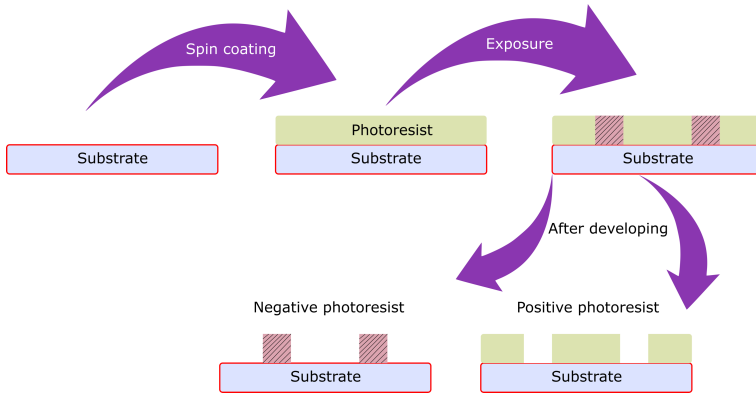 Spin coating
Exposure
Photoresist
Substrate
Substrate
Substrate
After developing
Negative photoresist
Positive photoresist
Substrate
Substrate